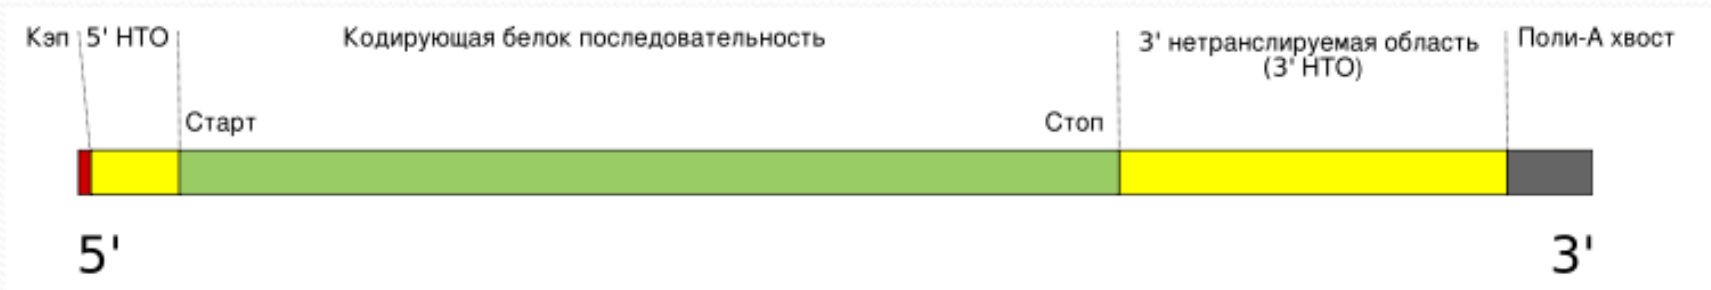 Кэп
5' НТО
Кодирующая белок последовательность
3' нетранслируемая область
(3' НТО)
Поли-А хвост
Старт
Стоп
5'
3'